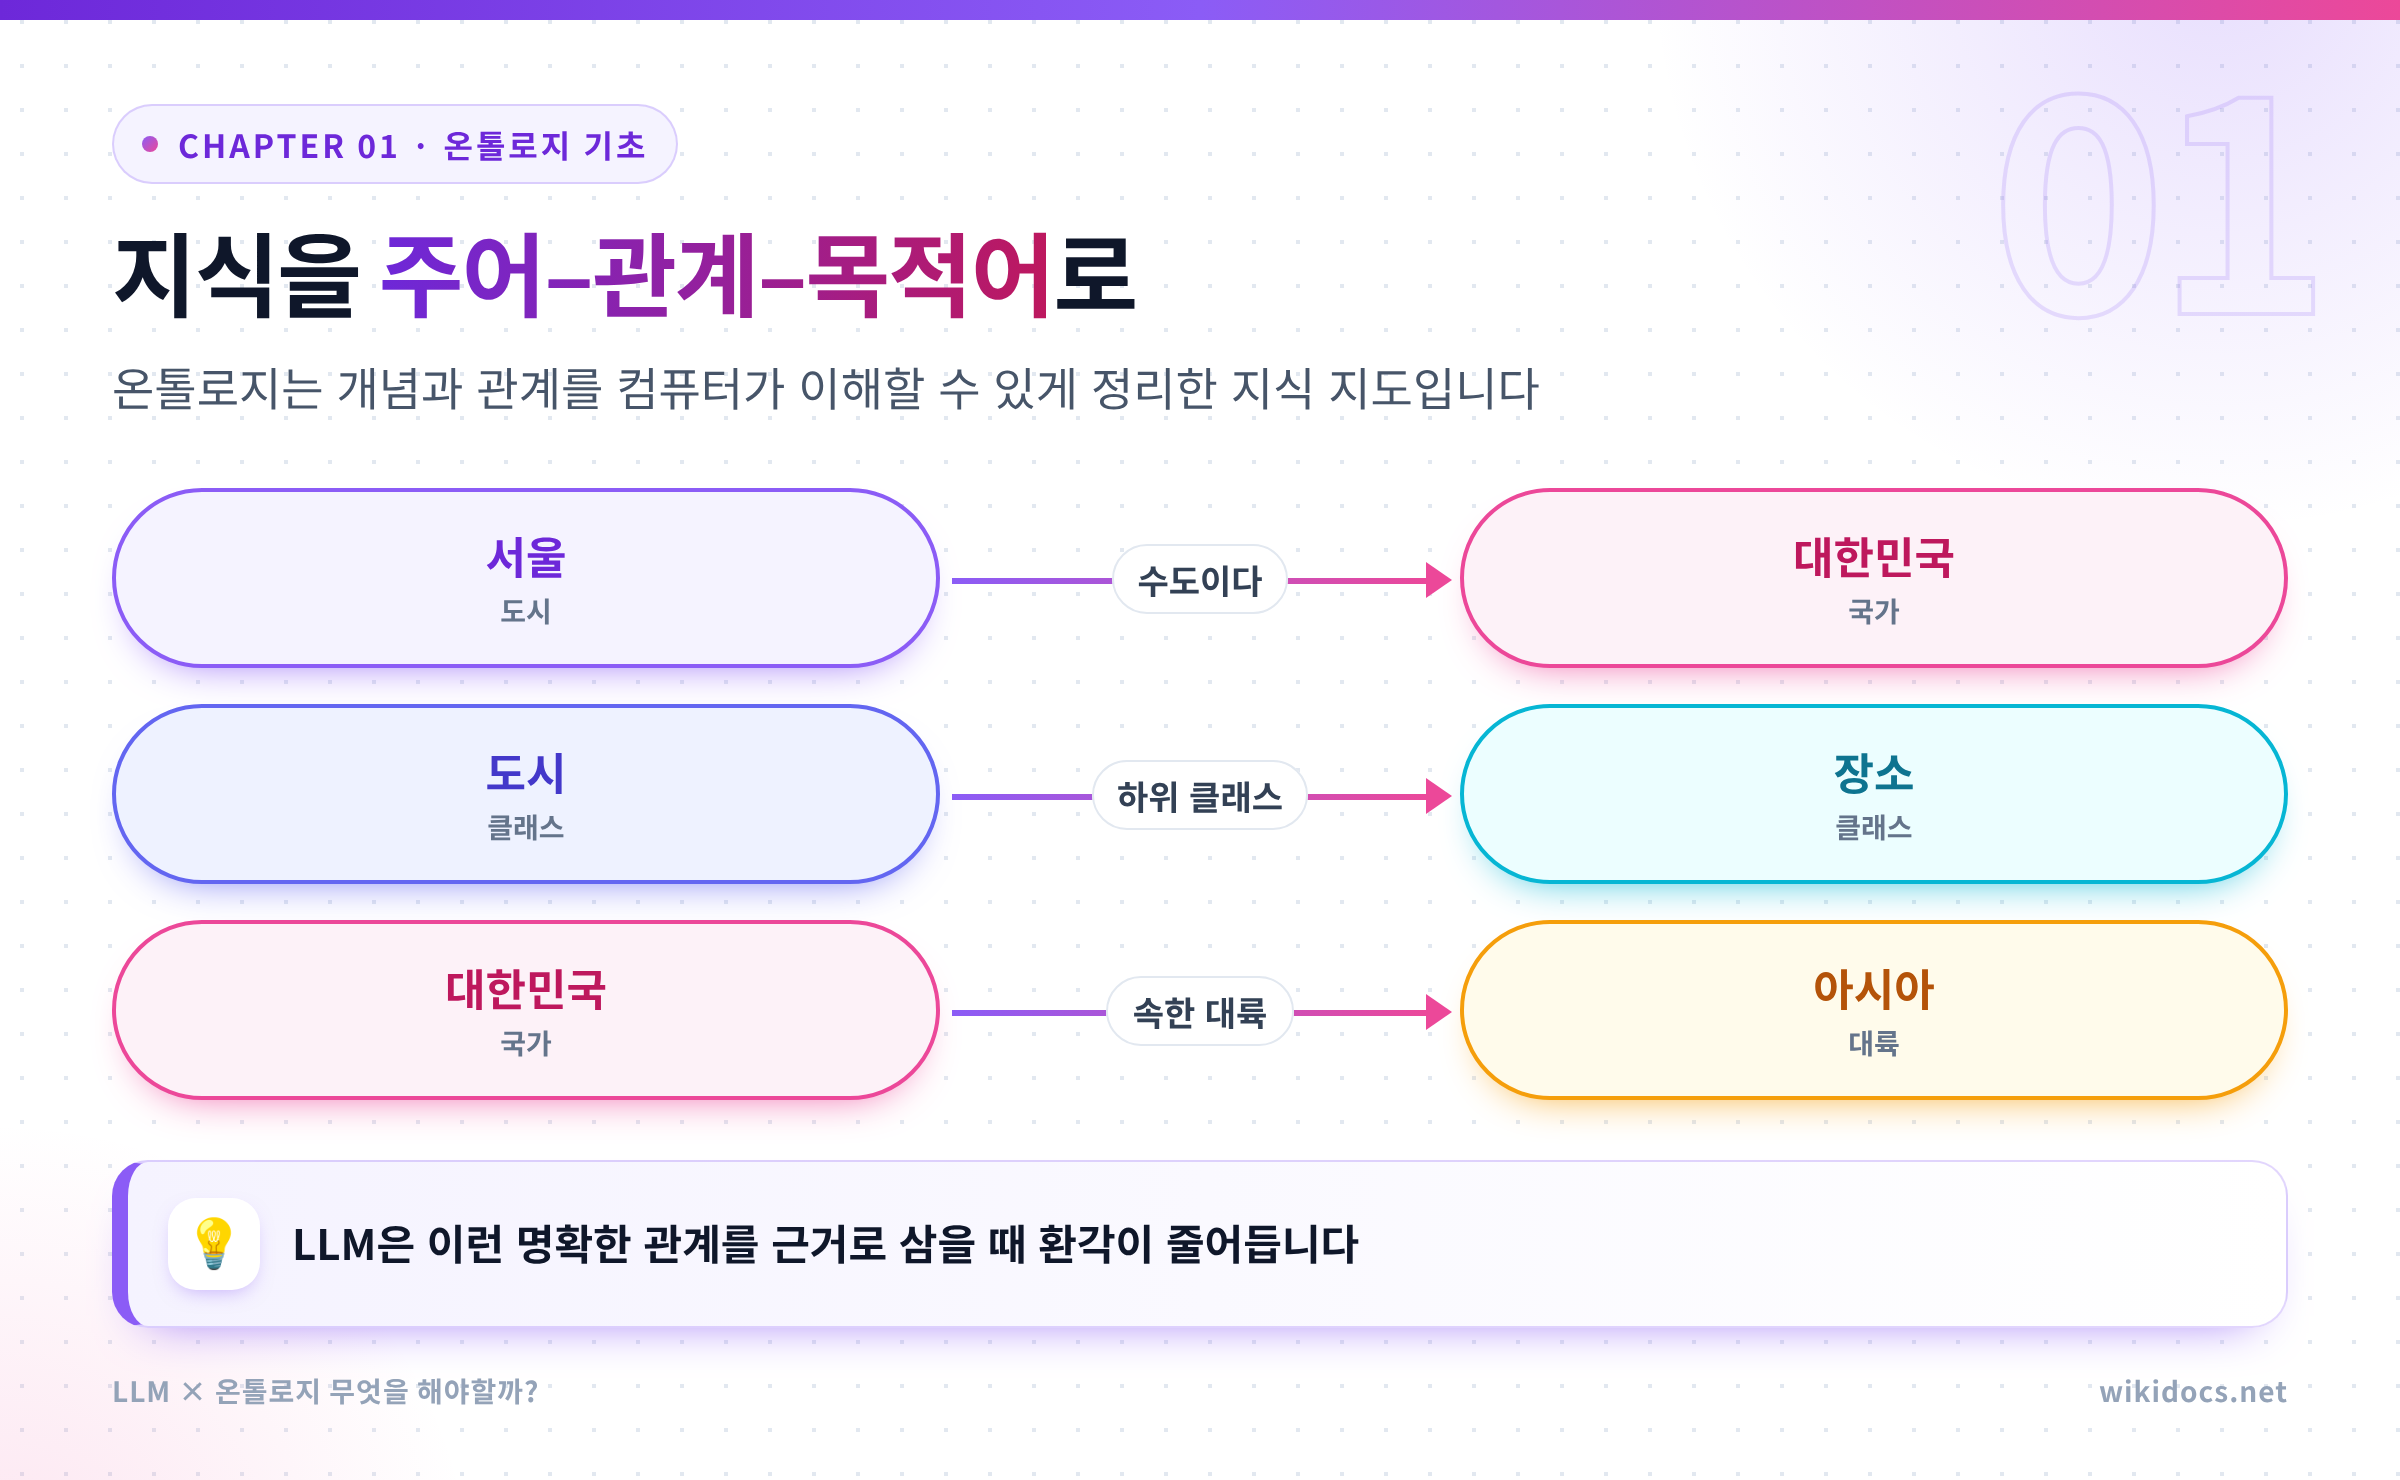 CHAPTER 01 · 온톨로지 기초
01
지식을 주어–관계–목적어로
온톨로지는 개념과 관계를 컴퓨터가 이해할 수 있게 정리한 지식 지도입니다
서울
도시
수도이다
대한민국
국가
도시
클래스
하위 클래스
장소
클래스
대한민국
국가
속한 대륙
아시아
대륙
💡 LLM은 이런 명확한 관계를 근거로 삼을 때 환각이 줄어듭니다
LLM × 온톨로지 무엇을 해야할까?
wikidocs.net